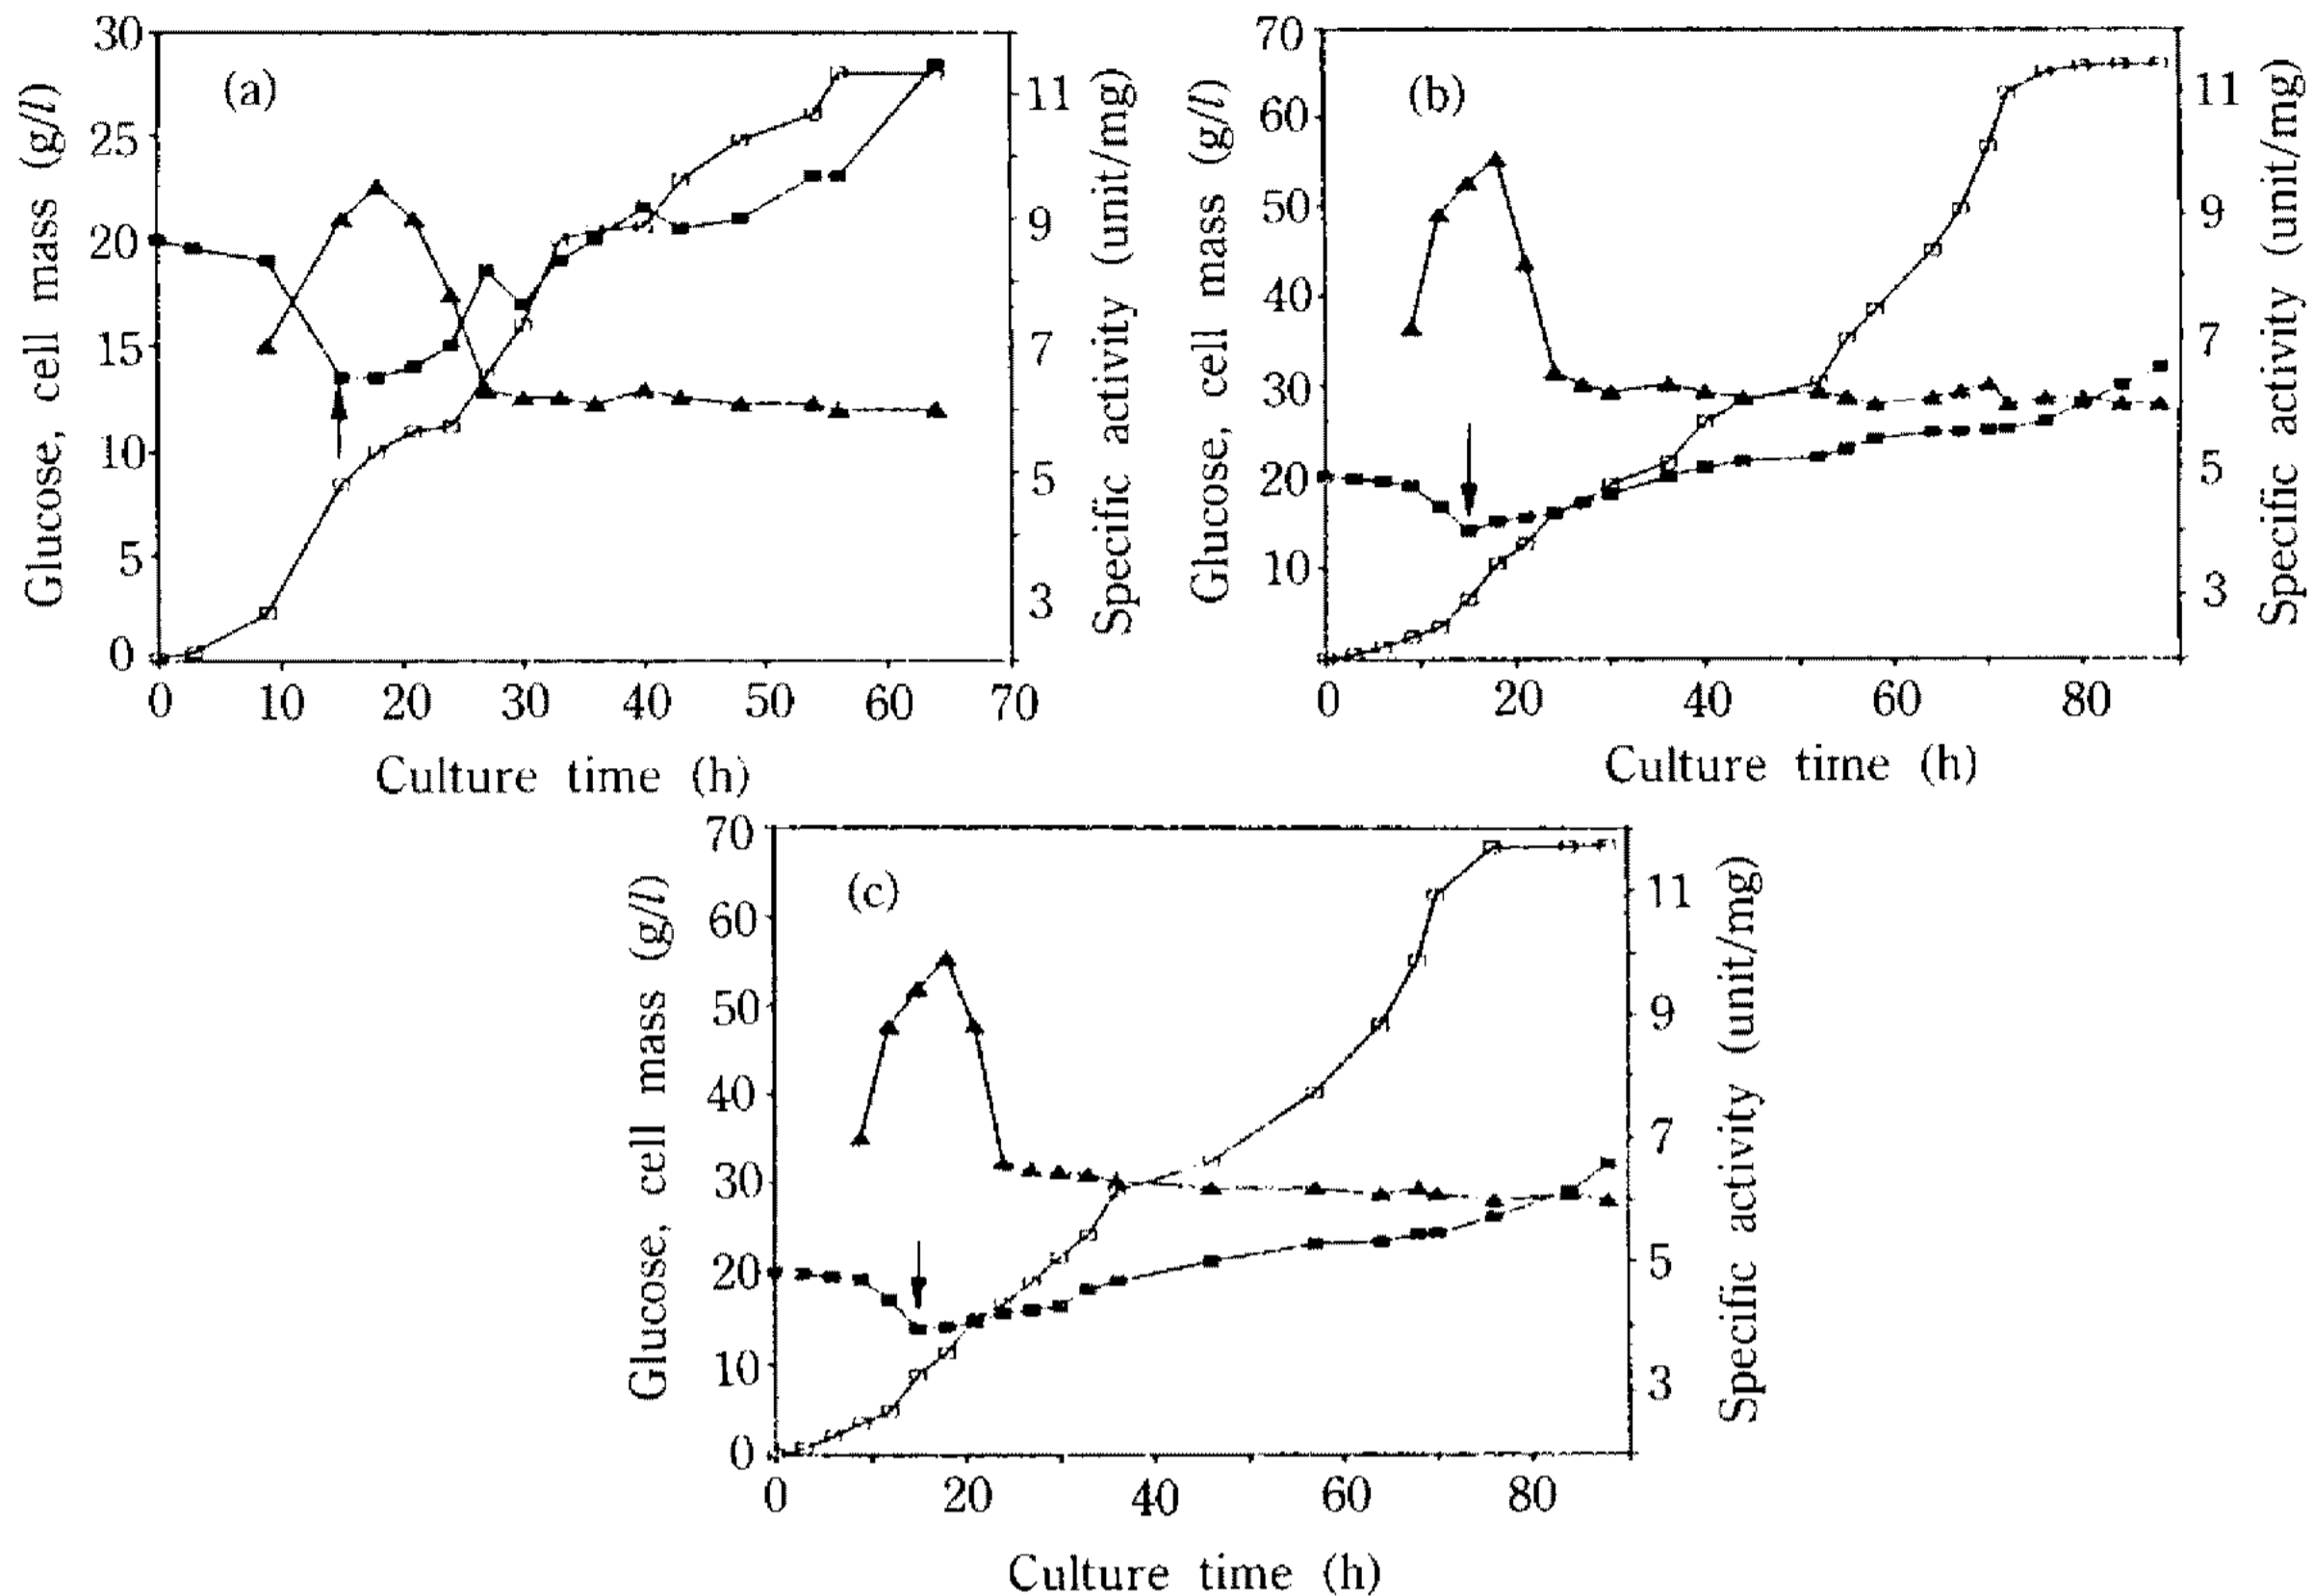 (a)
Glucose, cell mass (g/l)
30
25
20
15
10
5
0
11
9
7
5
3
Specific activity (unit/mg)
0 10 20 30 40 50 60 70
Culture time (h)
(b)
Glucose, cell mass (g/l)
70
60
50
40
30
20
10
11
9
7
5
3
Specific activity (unit/mg)
0 20 40 60 80
Culture time (h)
(c)
Glucose, cell mass (g/l)
70
60
50
40
30
20
10
0
11
9
7
5
3
Specific activity (unit/mg)
0 20 40 60 80
Culture time (h)